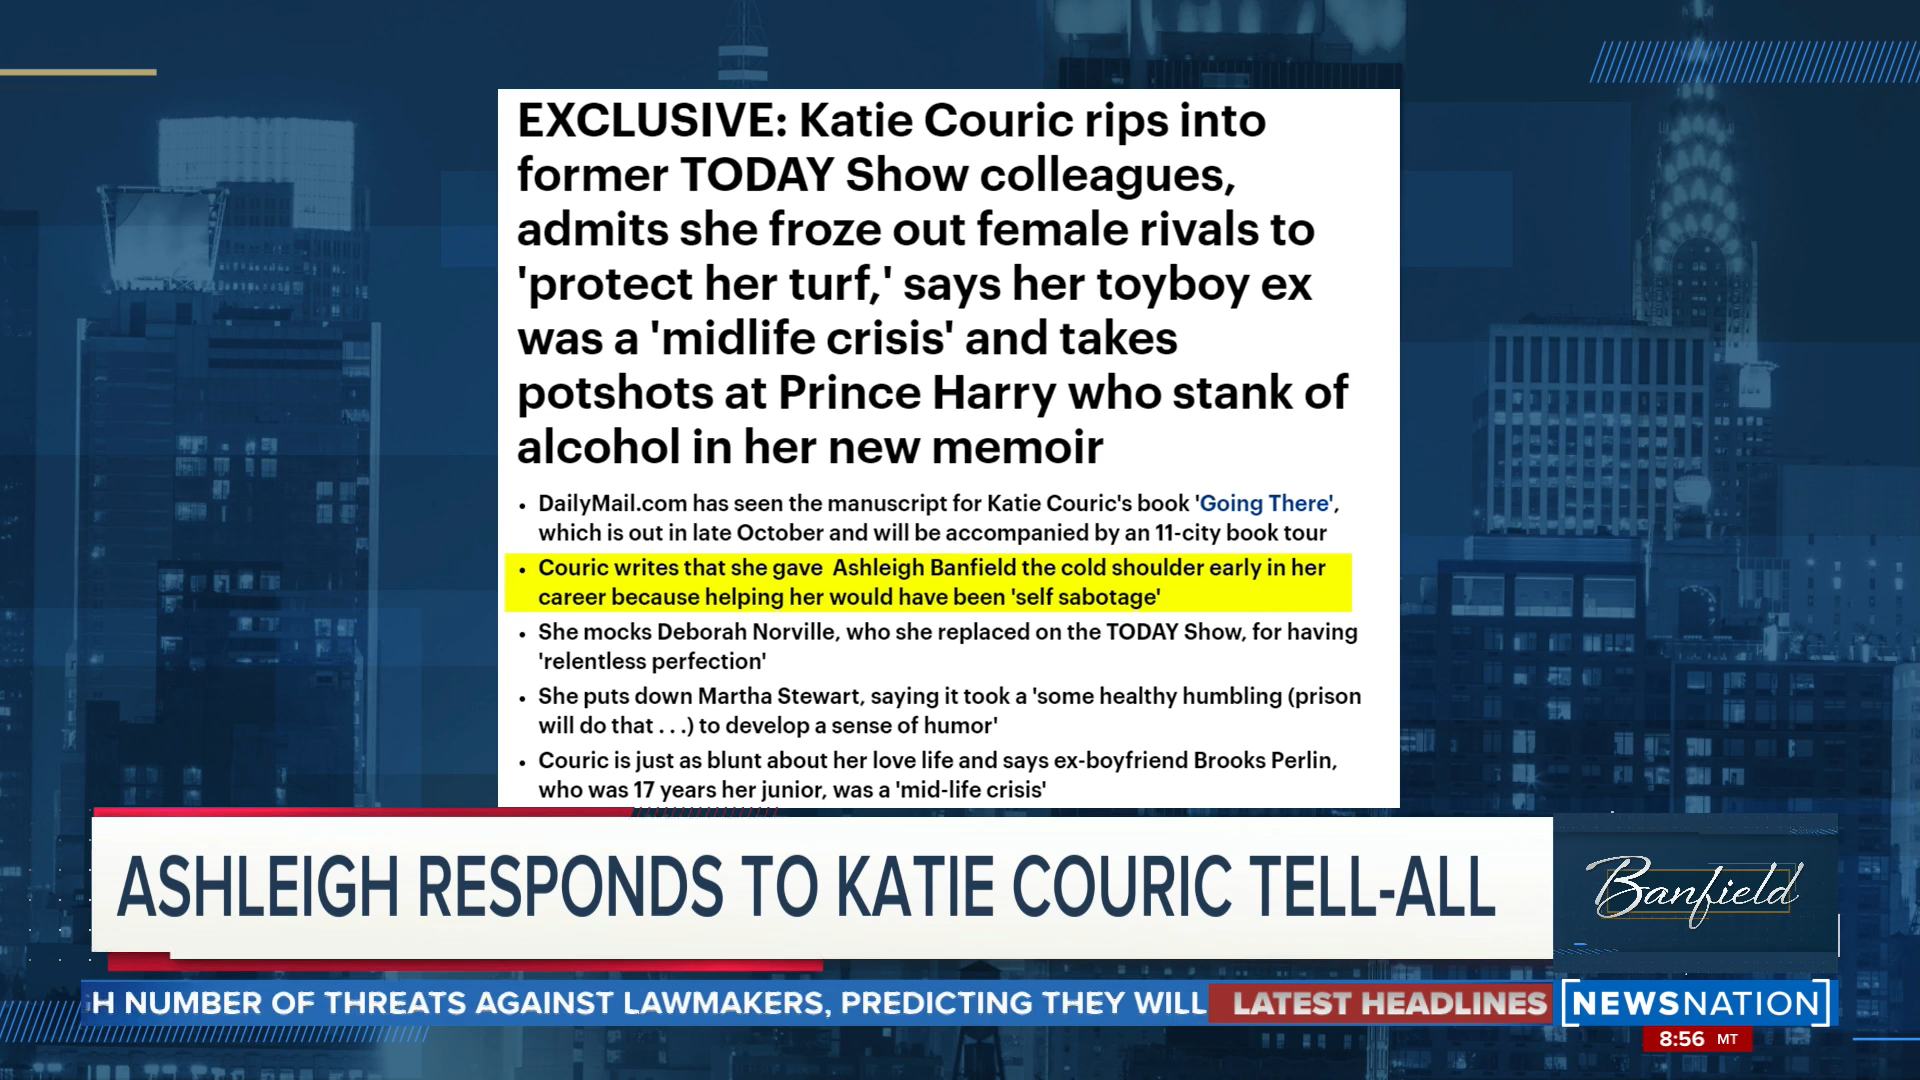 EXCLUSIVE: Katie Couric rips into
former TODAY Show colleagues,
admits she froze out female rivals to
'protect her turf,' says her toyboy ex
was a 'midlife crisis' and takes
potshots at Prince Harry who stank of
alcohol in her new memoir
• DailyMail.com has seen the manuscript for Katie Couric's book 'Going There',
which is out in late October and will be accompanied by an 11-city book tour
• Couric writes that she gave  Ashleigh Banfield the cold shoulder early in her
career because helping her would have been 'self sabotage'
• She mocks Deborah Norville, who she replaced on the TODAY Show, for having
'relentless perfection'
• She puts down Martha Stewart, saying it took a 'some healthy humbling (prison
will do that . . .) to develop a sense of humor'
• Couric is just as blunt about her love life and says ex-boyfriend Brooks Perlin,
who was 17 years her junior, was a 'mid-life crisis'
ASHLEIGH RESPONDS TO KATIE COURIC TELL-ALL
Banfield
H NUMBER OF THREATS AGAINST LAWMAKERS, PREDICTING THEY WILL
LATEST HEADLINES
NEWSNATION
8:56 MT